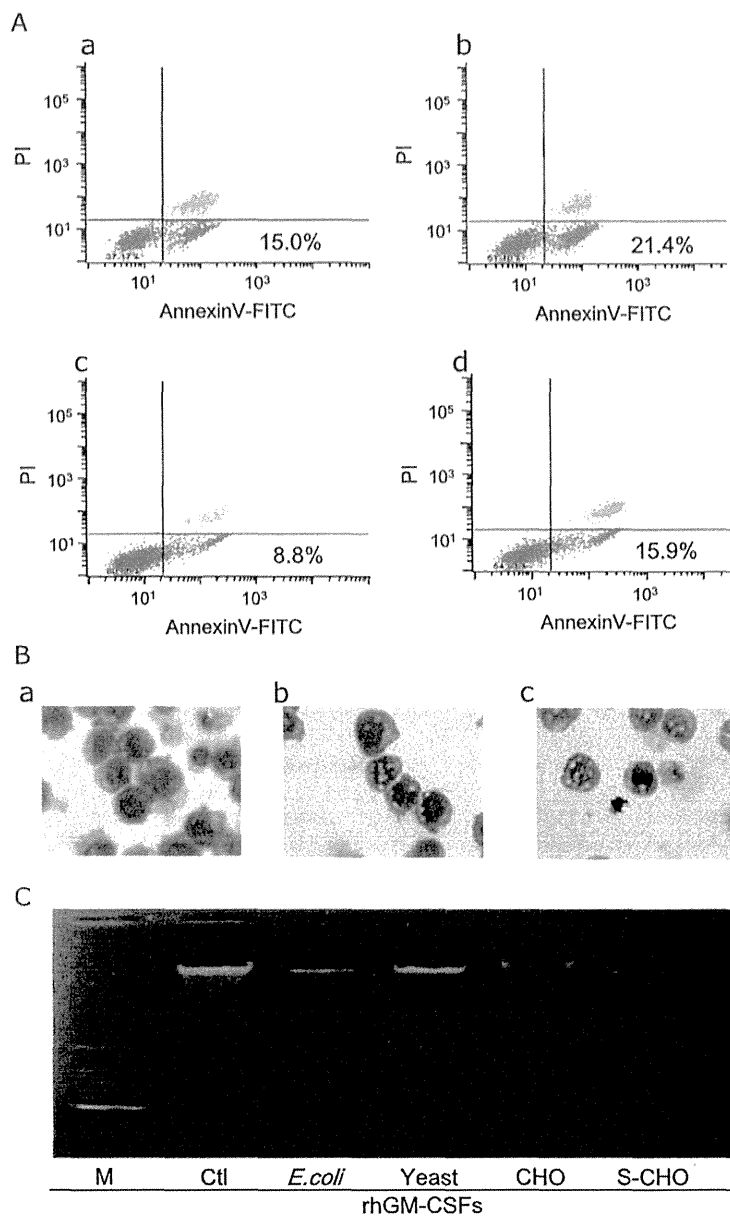 A
a
b
PI
10⁵
10³
10¹
15.0%
10¹
10³
AnnexinV-FITC
PI
10⁵
10³
10¹
21.4%
10¹
10³
AnnexinV-FITC
c
d
PI
10⁵
10³
10¹
8.8%
10¹
10³
AnnexinV-FITC
PI
10⁵
10³
10¹
15.9%
10¹
10³
AnnexinV-FITC
B
a
b
c
C
M Ctl E.coli Yeast CHO S-CHO
rhGM-CSFs